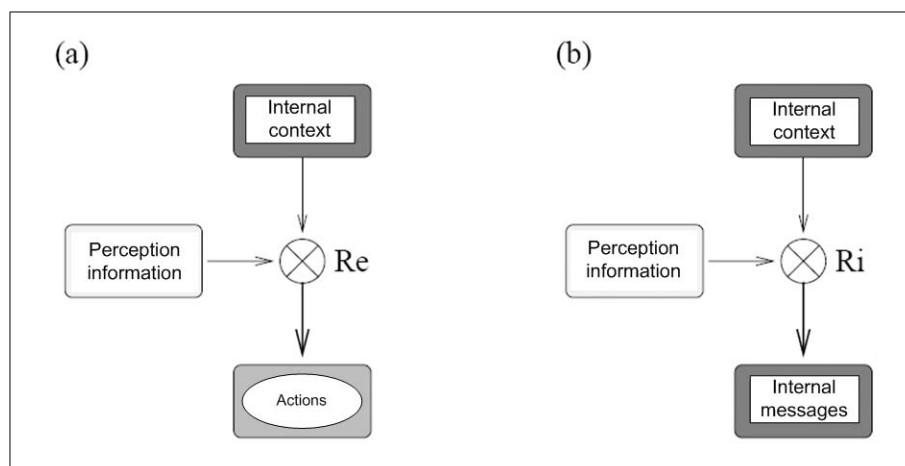 (a)
Internal
context
Perception
information
Re
Actions
(b)
Internal
context
Perception
information
Ri
Internal
messages